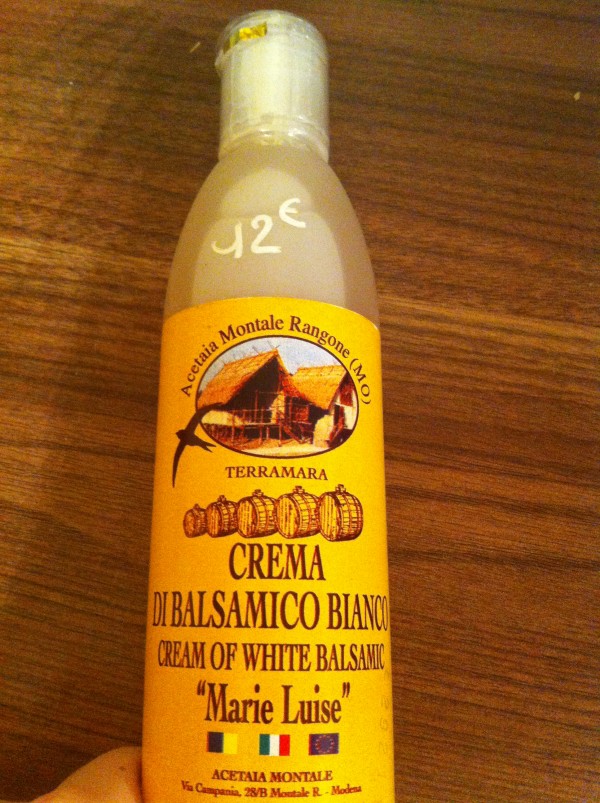 42€
Acetaia Montale Rangone (MO)
TERRAMARA
CREMA
DI BALSAMICO BIANCO
CREAM OF WHITE BALSAMIC
“Marie Luise”
ACETAIA MONTALE
Via Campania, 28/B Montale R. - Modena